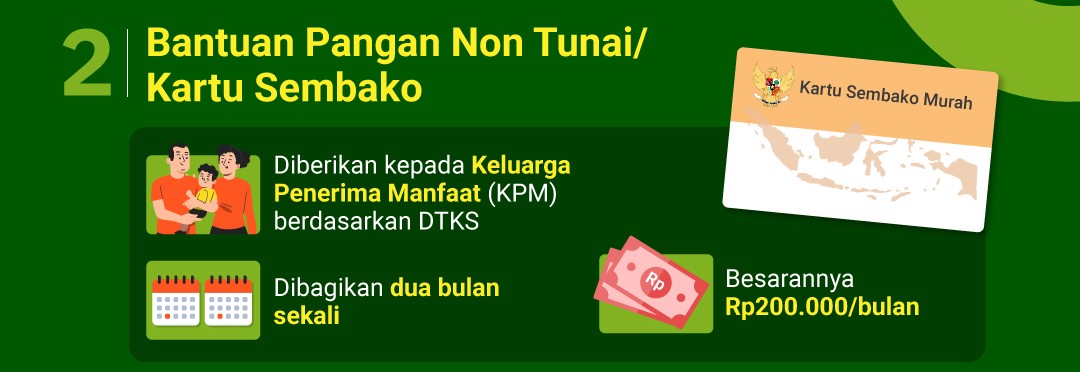 2
Bantuan Pangan Non Tunai/
Kartu Sembako
Kartu Sembako Murah
Diberikan kepada Keluarga
Penerima Manfaat (KPM)
berdasarkan DTKS
Dibagikan dua bulan
sekali
Rp
Besarannya
Rp200.000/bulan